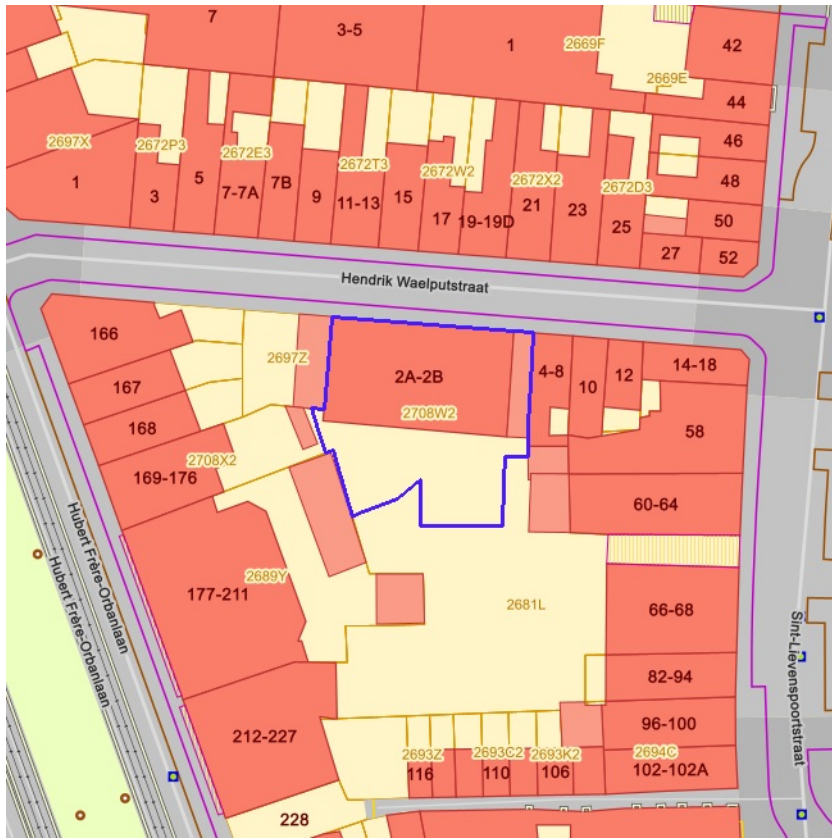 7
3-5
1
2669F
42
2669E
44
46
48
50
52
2697X
2672P3
2672E3
2672T3
2672W2
2672X2
2672D3
1
3
5
7-7A
7B
9
11-13
15
17
19-19D
21
23
25
27
Hendrik Waelputstraat
166
2697Z
2A-2B
4-8
10
12
14-18
167
2708W2
168
58
2708X2
169-176
60-64
Hubert Frère-Orbanlaan
Hubert Frère-Orbanlaan
2689Y
177-211
2681L
66-68
Sint-Lievenspoortstraat
82-94
212-227
96-100
2693Z
2693C2
2693K2
2694C
116
110
106
102-102A
228